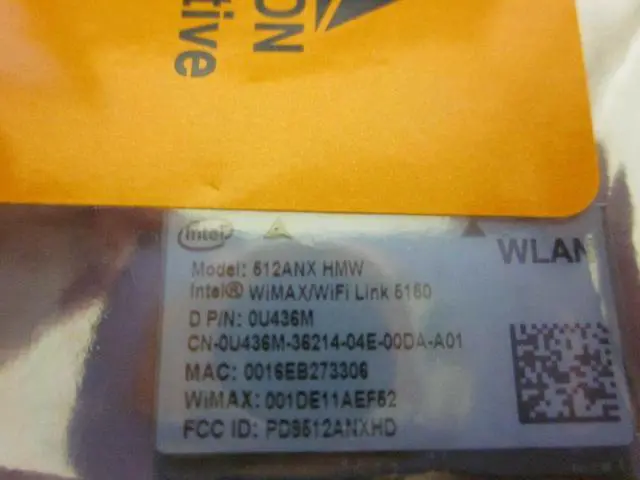 ON
tive
intel
WLAN
Model: 512ANX HMW
Intel® WiMAX/WiFi Link 5150
D P/N: 0U436M
CN-0U436M-36214-04E-00DA-A01
MAC: 0016EB273306
WiMAX: 001DE11AEF52
FCC ID: PD9512ANXHD